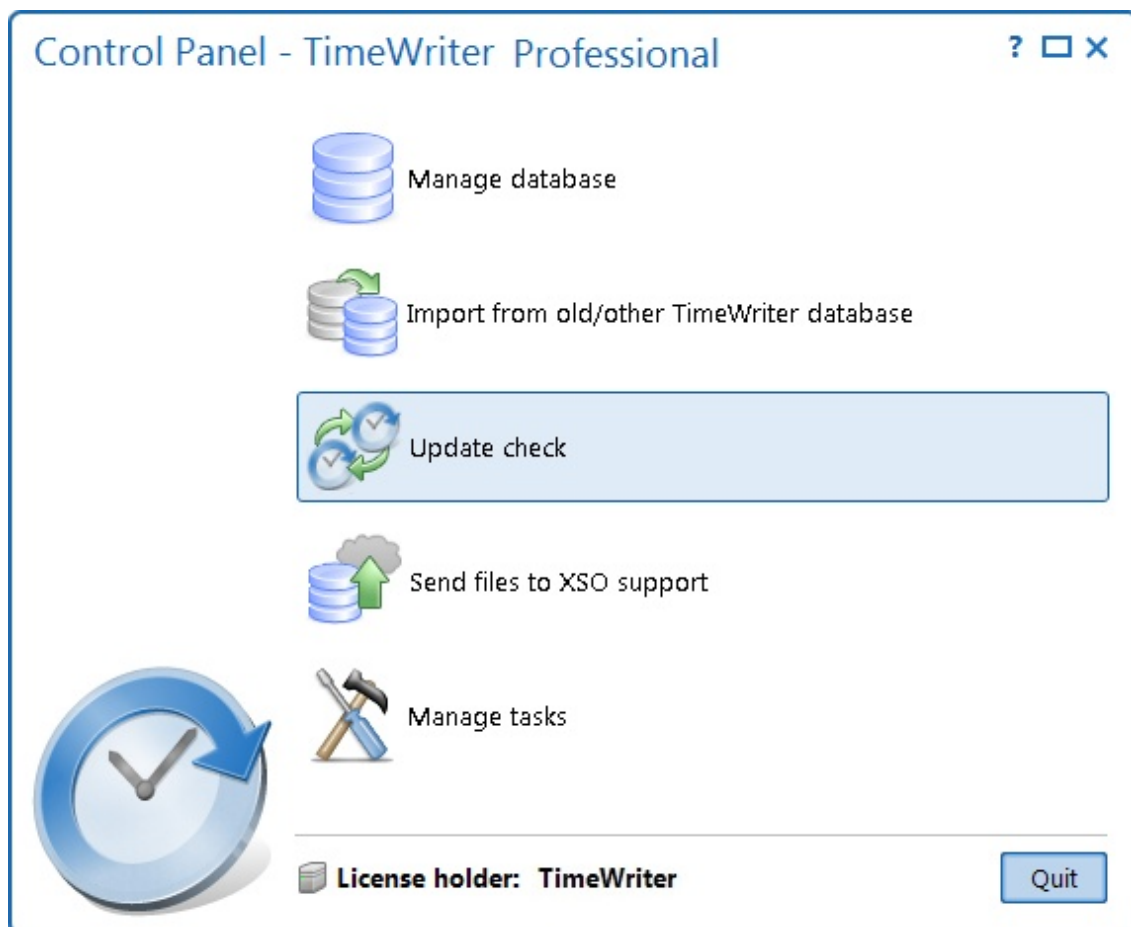 Control Panel - TimeWriter Professional ?
Manage database
Import from old/other TimeWriter database
Update check
Send files to XSO support
Manage tasks
License holder: TimeWriter Quit